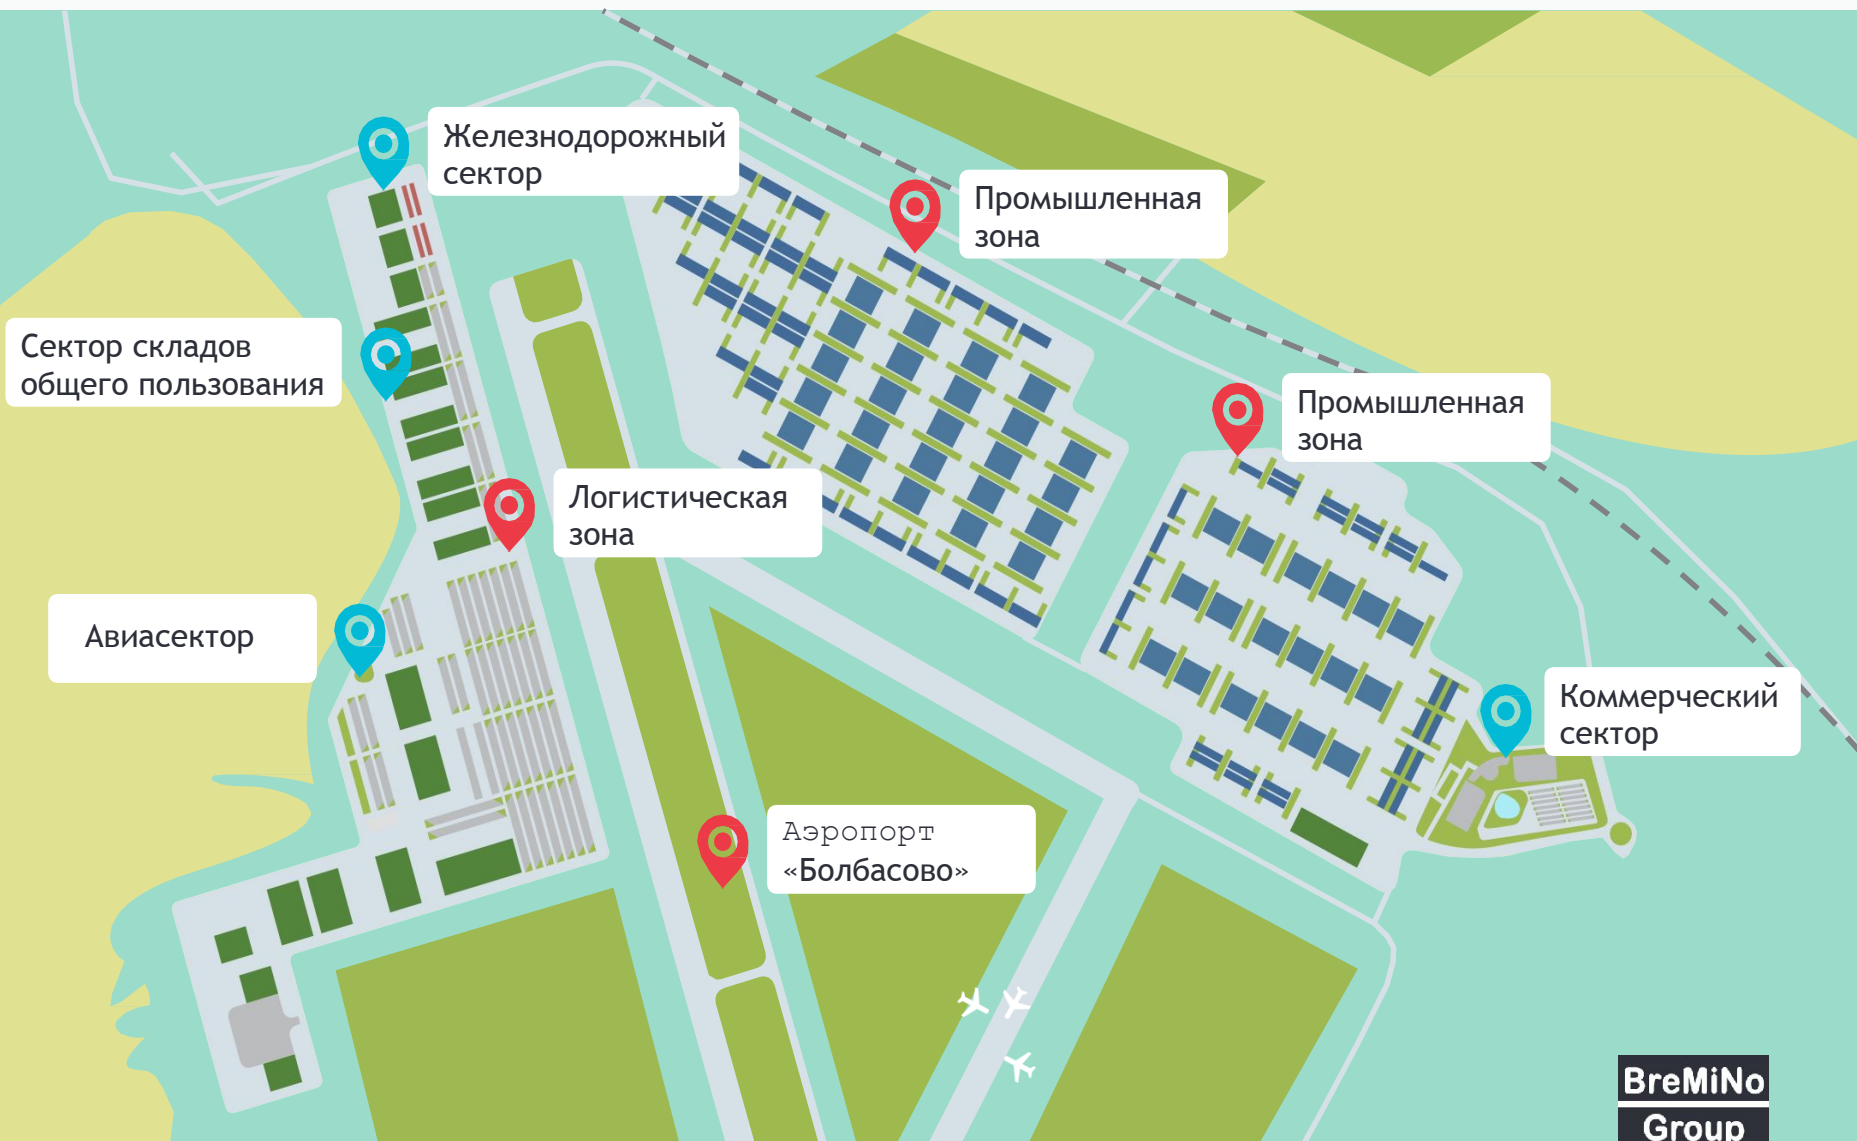 Железнодорожный
сектор
Промышленная
зона
Сектор складов
общего пользования
Промышленная
зона
Логистическая
зона
Авиасектор
Коммерческий
сектор
Аэропорт
«Болбасово»
BreMiNo
Group